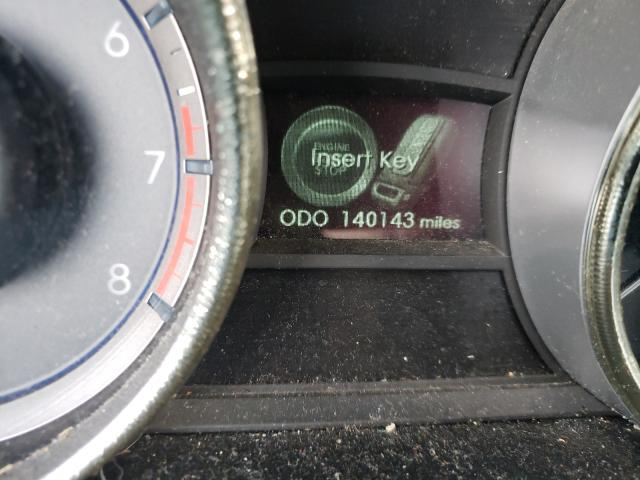 6
7
8
ENGINE
Insert Key
STOP
ODO 140143 miles